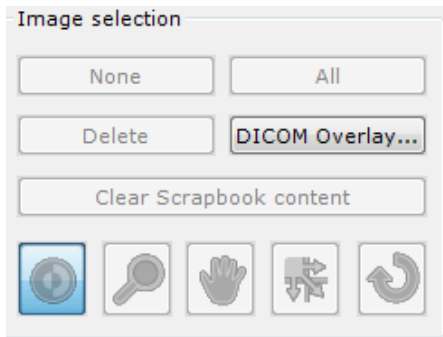 Image selection
None
All
Delete
DICOM Overlay...
Clear Scrapbook content